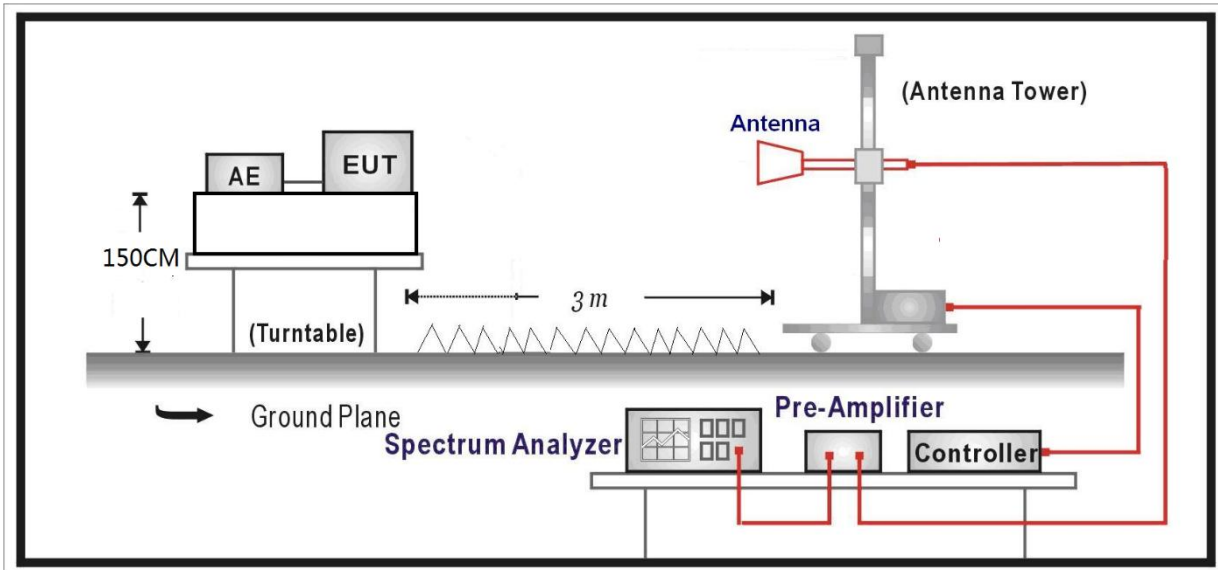 (Antenna Tower)
Antenna
EUT
AE
150CM
3 m
(Turntable)
Ground Plane
Pre-Amplifier
Spectrum Analyzer
Controller